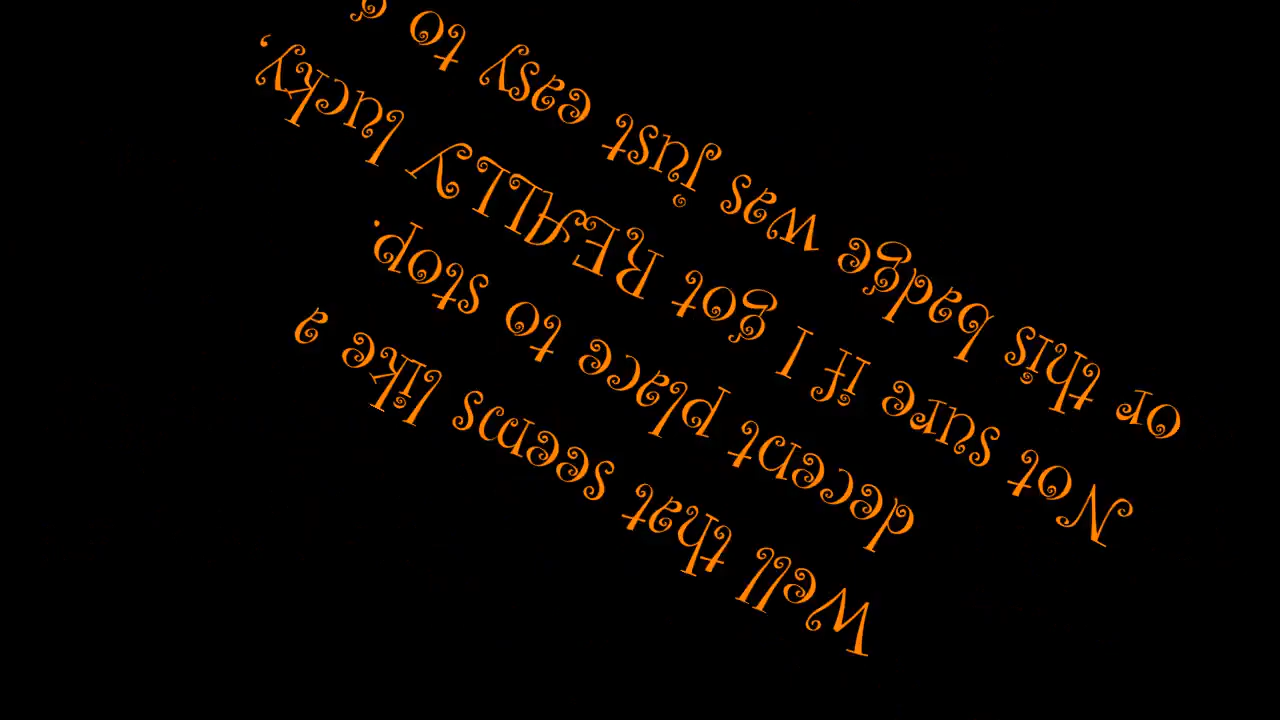 Well that seems like a
decent place to stop.
Not sure if I got REALLY lucky,
or this badge was just easy to